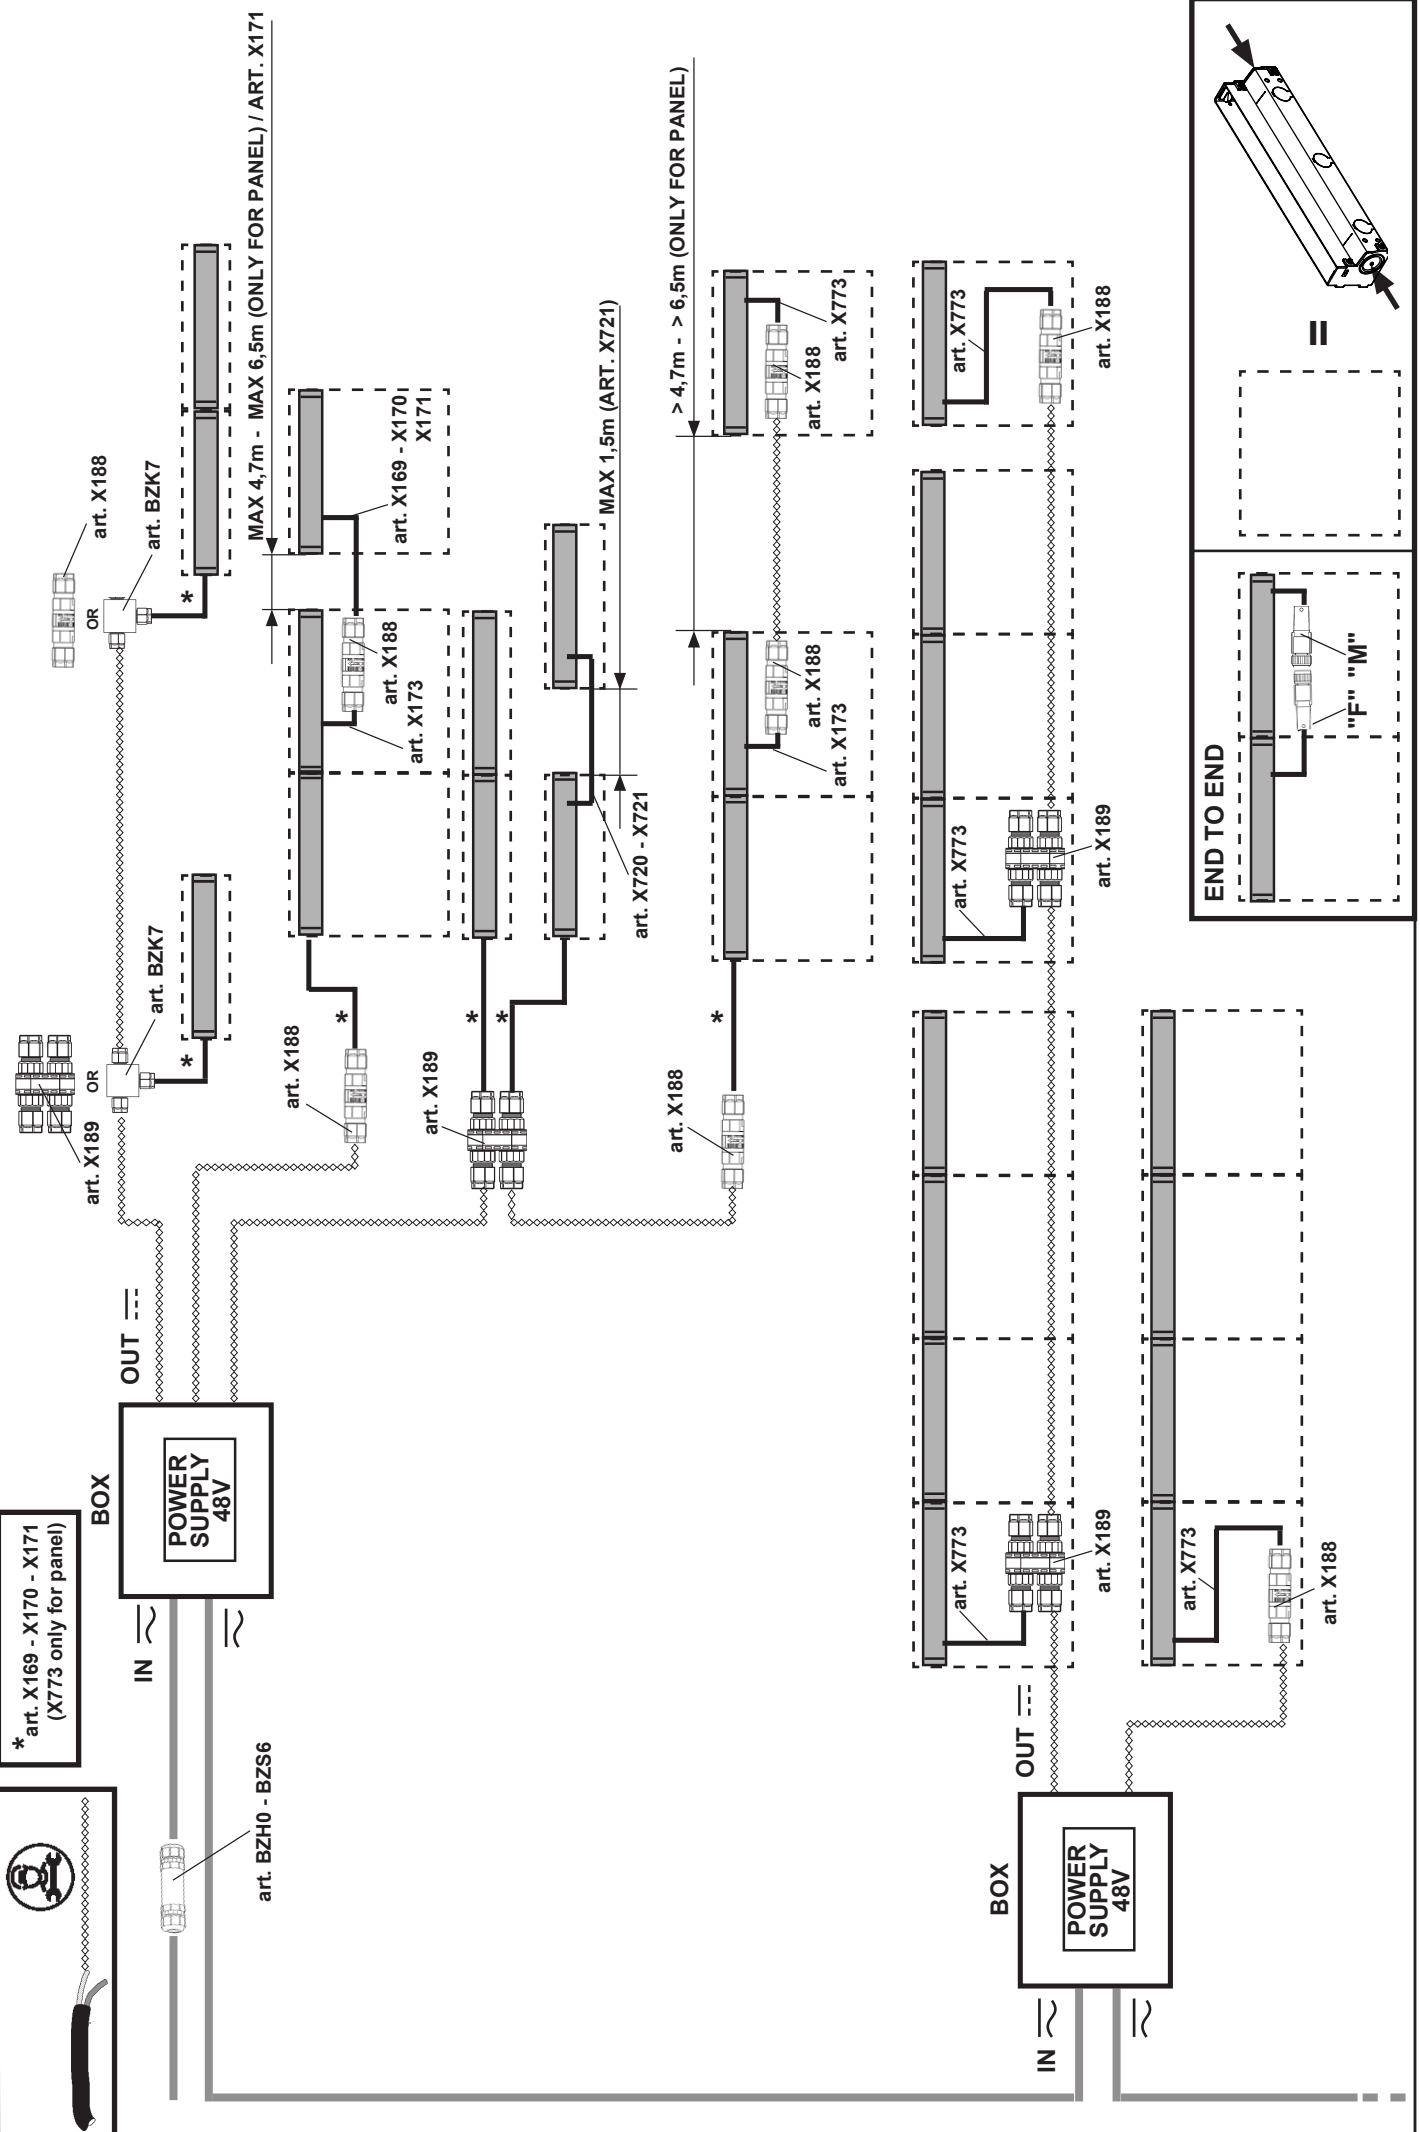 * art. X169 - X170 - X171
(X773 only for panel)
BOX
POWER
SUPPLY
48V
IN
OUT
art. BZH0 - BZS6
art. X189
OR
art. BZK7
*
art. X188
OR
art. BZK7
*
MAX 4,7m - MAX 6,5m (ONLY FOR PANEL) / ART. X171
art. X188
*
art. X188
art. X173
art. X169 - X170
X171
art. X189
*
*
MAX 1,5m (ART. X721)
art. X720 - X721
> 4,7m - > 6,5m (ONLY FOR PANEL)
art. X188
*
art. X188
art. X173
art. X188
art. X773
BOX
POWER
SUPPLY
48V
IN
OUT
art. X773
art. X189
art. X773
art. X189
art. X773
art. X188
art. X773
art. X188
END TO END
"F" "M"
=